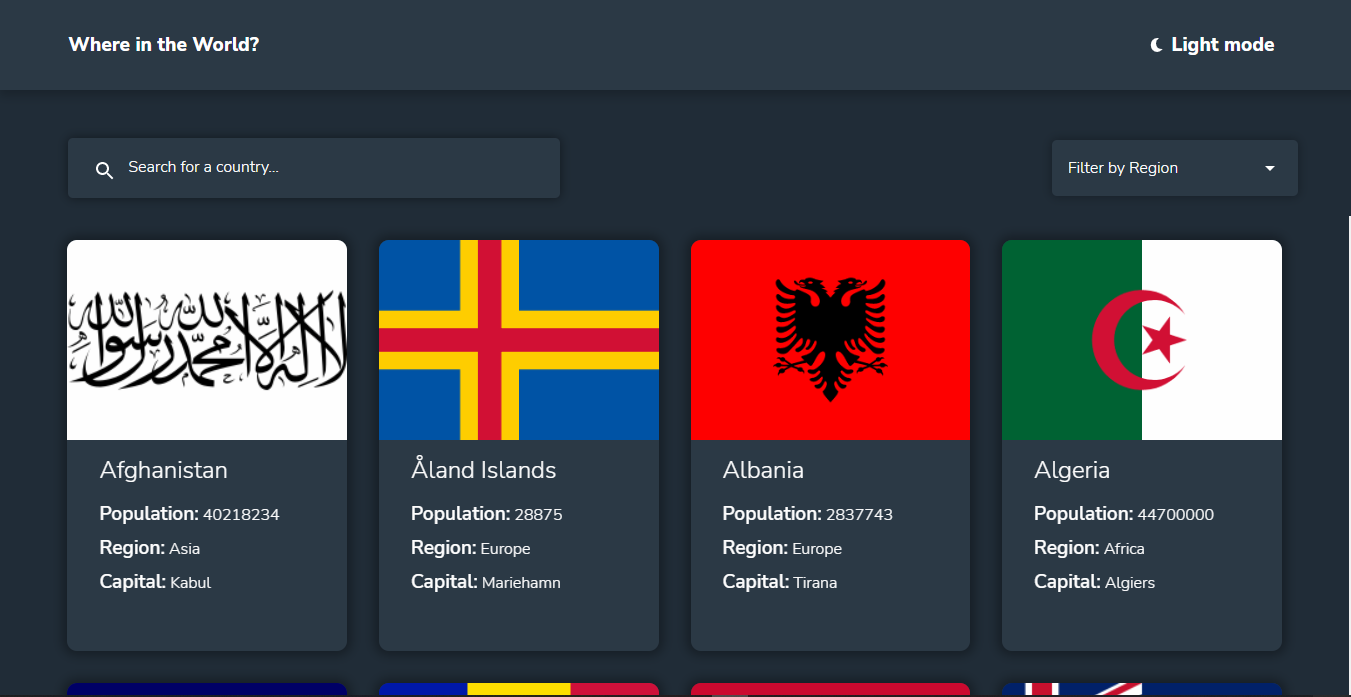 Where in the World?
Light mode
Search for a country...
Filter by Region
لا إله إلا الله محمد رسول الله
Afghanistan
Population: 40218234
Region: Asia
Capital: Kabul
Åland Islands
Population: 28875
Region: Europe
Capital: Mariehamn
Albania
Population: 2837743
Region: Europe
Capital: Tirana
Algeria
Population: 44700000
Region: Africa
Capital: Algiers